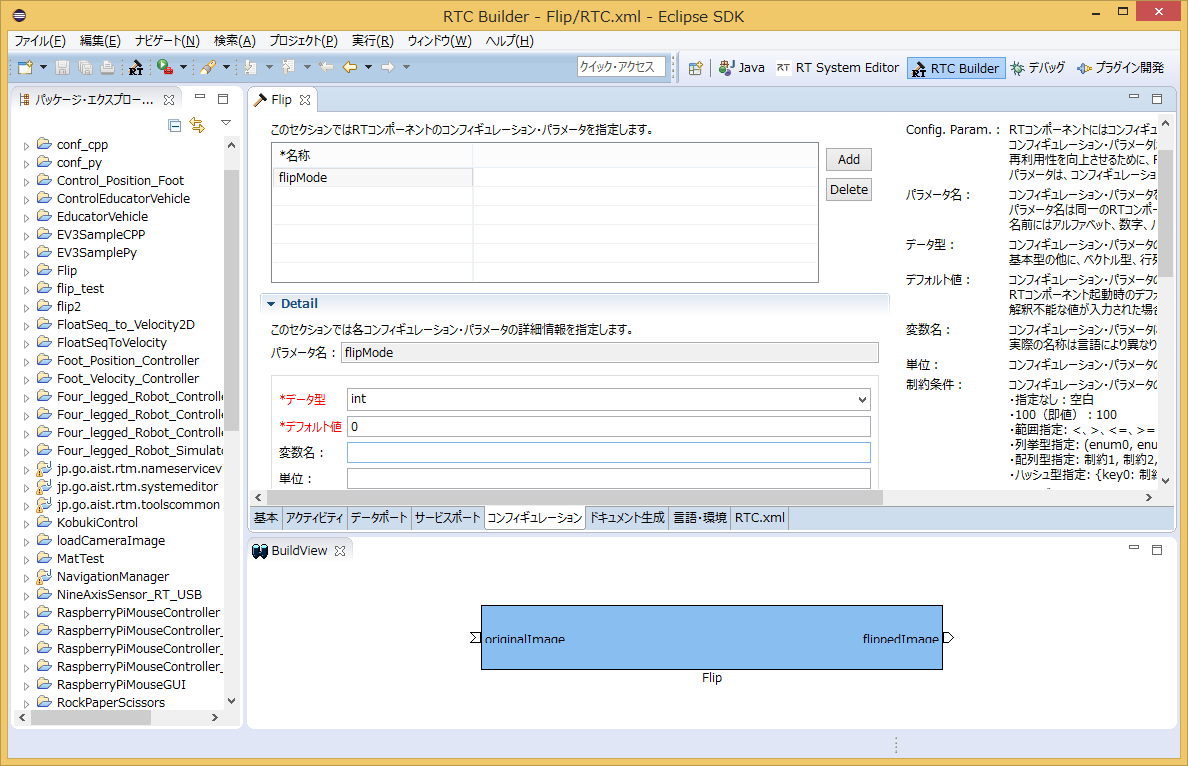 RTC Builder - Flip/RTC.xml - Eclipse SDK
ファイル(F) 編集(E) ナビゲート(N) 検索(A) プロジェクト(P) 実行(R) ウィンドウ(W) ヘルプ(H)
クイック・アクセス Java RT RT System Editor RT RTC Builder デバッグ プラグイン開発
パッケージ・エクスプロー...
conf_cpp
conf_py
Control_Position_Foot
ControlEducatorVehicle
EducatorVehicle
EV3SampleCPP
EV3SamplePy
Flip
flip_test
flip2
FloatSeq_to_Velocity2D
FloatSeqToVelocity
Foot_Position_Controller
Foot_Velocity_Controller
Four_legged_Robot_Controlle
Four_legged_Robot_Controlle
Four_legged_Robot_Controlle
Four_legged_Robot_Simulato
jp.go.aist.rtm.nameservicev
jp.go.aist.rtm.systemeditor
jp.go.aist.rtm.toolscommon
KobukiControl
loadCameraImage
MatTest
NavigationManager
NineAxisSensor_RT_USB
RaspberryPiMouseController
RaspberryPiMouseController_
RaspberryPiMouseController_
RaspberryPiMouseController_
RaspberryPiMouseGUI
RockPaperScissors
Flip
このセクションではRTコンポーネントのコンフィギュレーション・パラメータを指定します。
*名称
flipMode
Add
Delete
Detail
このセクションでは各コンフィギュレーション・パラメータの詳細情報を指定します。
パラメータ名： flipMode
*データ型 int
*デフォルト値 0
変数名：
単位：
Config. Param.： RTコンポーネントにはコンフィギュ
コンフィギュレーション・パラメータは
再利用性を向上させるために、R
パラメータは、コンフィギュレーショ
パラメータ名： コンフィギュレーション・パラメータを
パラメータ名は同一のRTコンポー
名前にはアルファベット、数字、
データ型： コンフィギュレーション・パラメータの
基本型の他に、ベクトル型、行列
デフォルト値： コンフィギュレーション・パラメータの
RTコンポーネント起動時のデフォ
解釈不能な値が入力された場合
変数名： コンフィギュレーション・パラメータに
実際の名称は言語により異なり
単位： コンフィギュレーション・パラメータの
制約条件： コンフィギュレーション・パラメータの
・指定なし：空白
・100（即値）：100
・範囲指定: <、>、<=、>=
・列挙型指定: (enum0, enu
・配列型指定: 制約1, 制約2,
・ハッシュ型指定: {key0: 制約
基本 アクティビティ データポート サービスポート コンフィギュレーション ドキュメント生成 言語・環境 RTC.xml
BuildView
originalImage flippedImage
Flip